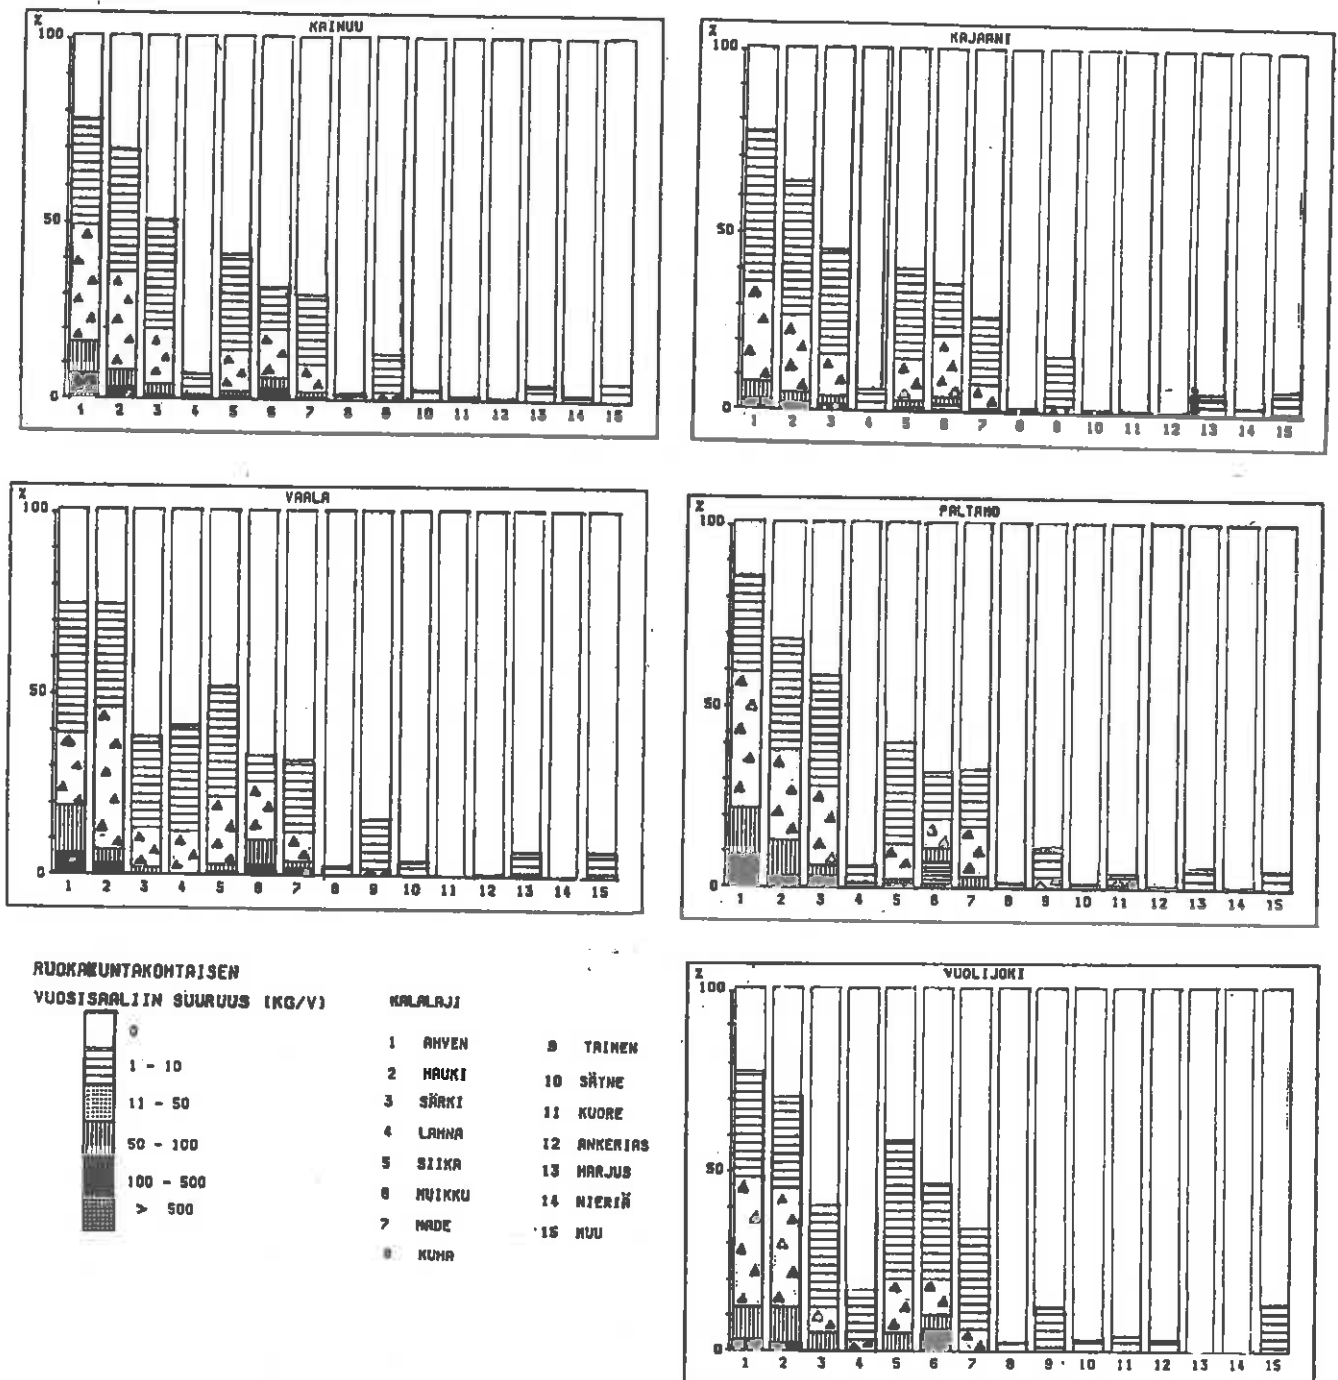 KAINUU
%
100
50
0
1 2 3 4 5 6 7 8 9 10 11 12 13 14 15
KAJAANI
%
100
50
0
1 2 3 4 5 6 7 8 9 10 11 12 13 14 15
VAALA
%
100
50
0
1 2 3 4 5 6 7 8 9 10 11 12 13 14 15
PALTAMO
%
100
50
0
1 2 3 4 5 6 7 8 9 10 11 12 13 14 15
RUOKAKUNTAKOHTAISEN
VUOSISAALIIN SUURUUS (KG/V)
0
1 - 10
11 - 50
50 - 100
100 - 500
> 500
KALALAJI
1 AHVEN
2 HAUKI
3 SÄRKI
4 LAHNA
5 SIIKA
6 MUIKKU
7 MADE
8 KUHA
9 TAIMEN
10 SÄYNE
11 KUORE
12 ANKERIAS
13 HARJUS
14 NIERIÄ
15 MUU
VUOLIJOKI
%
100
50
0
1 2 3 4 5 6 7 8 9 10 11 12 13 14 15